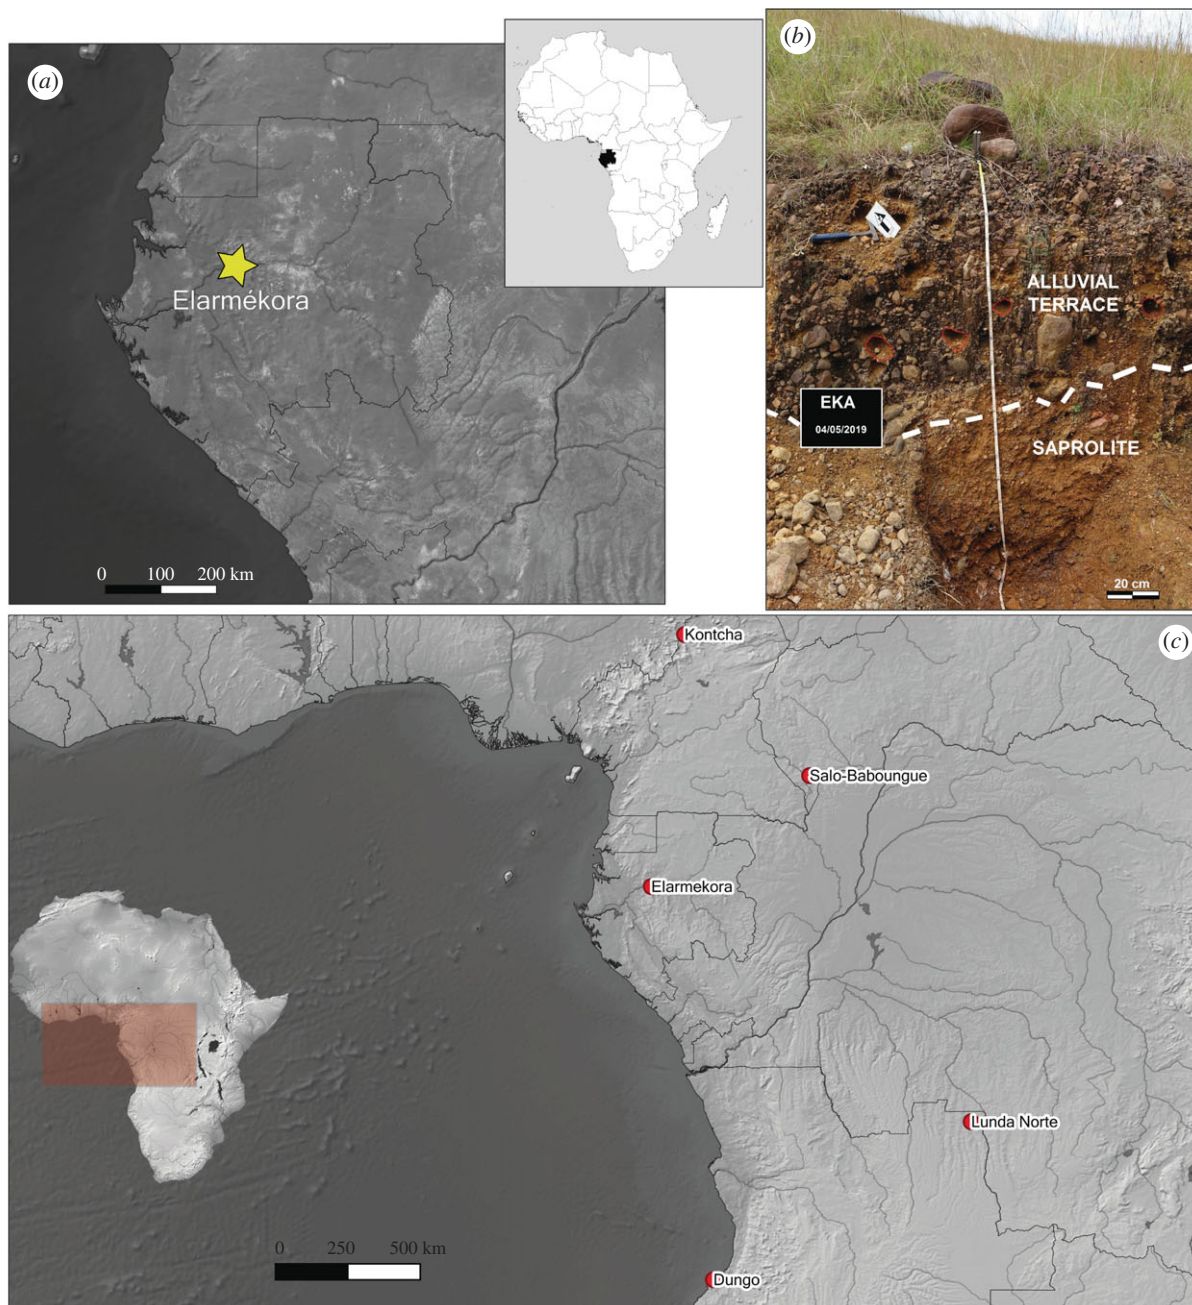 (a)
Elarmékora
0 100 200 km
(b)
ALLUVIAL
TERRACE
EKA
04/05/2019
SAPROLITE
20 cm
(c)
Kontcha
Salo-Baboungue
Elarmekora
Lunda Norte
Dungo
0 250 500 km